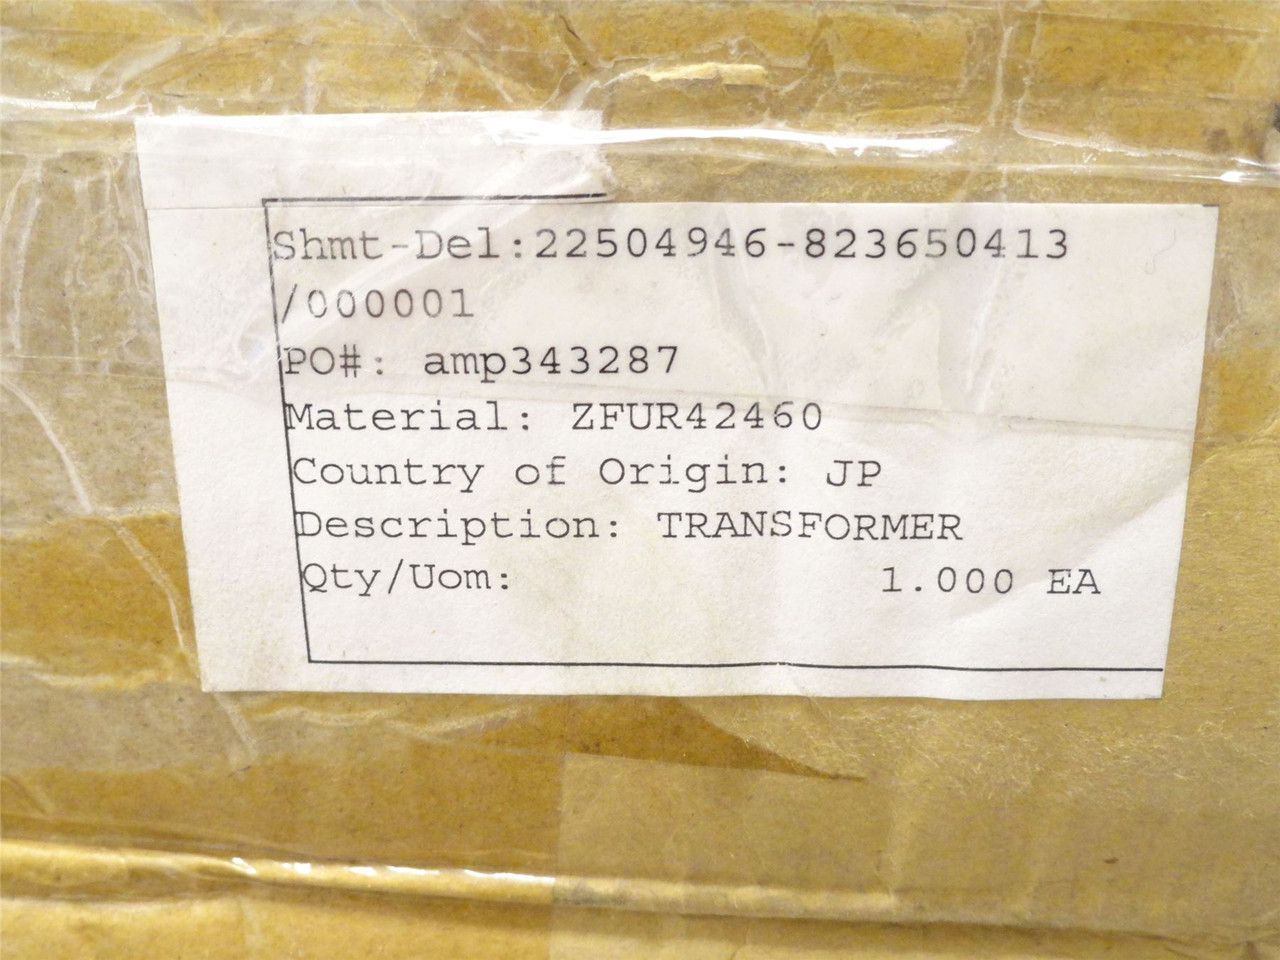 Shmt-Del:22504946-823650413
/000001
PO#: amp343287
Material: ZFUR42460
Country of Origin: JP
Description: TRANSFORMER
Qty/Uom: 1.000 EA